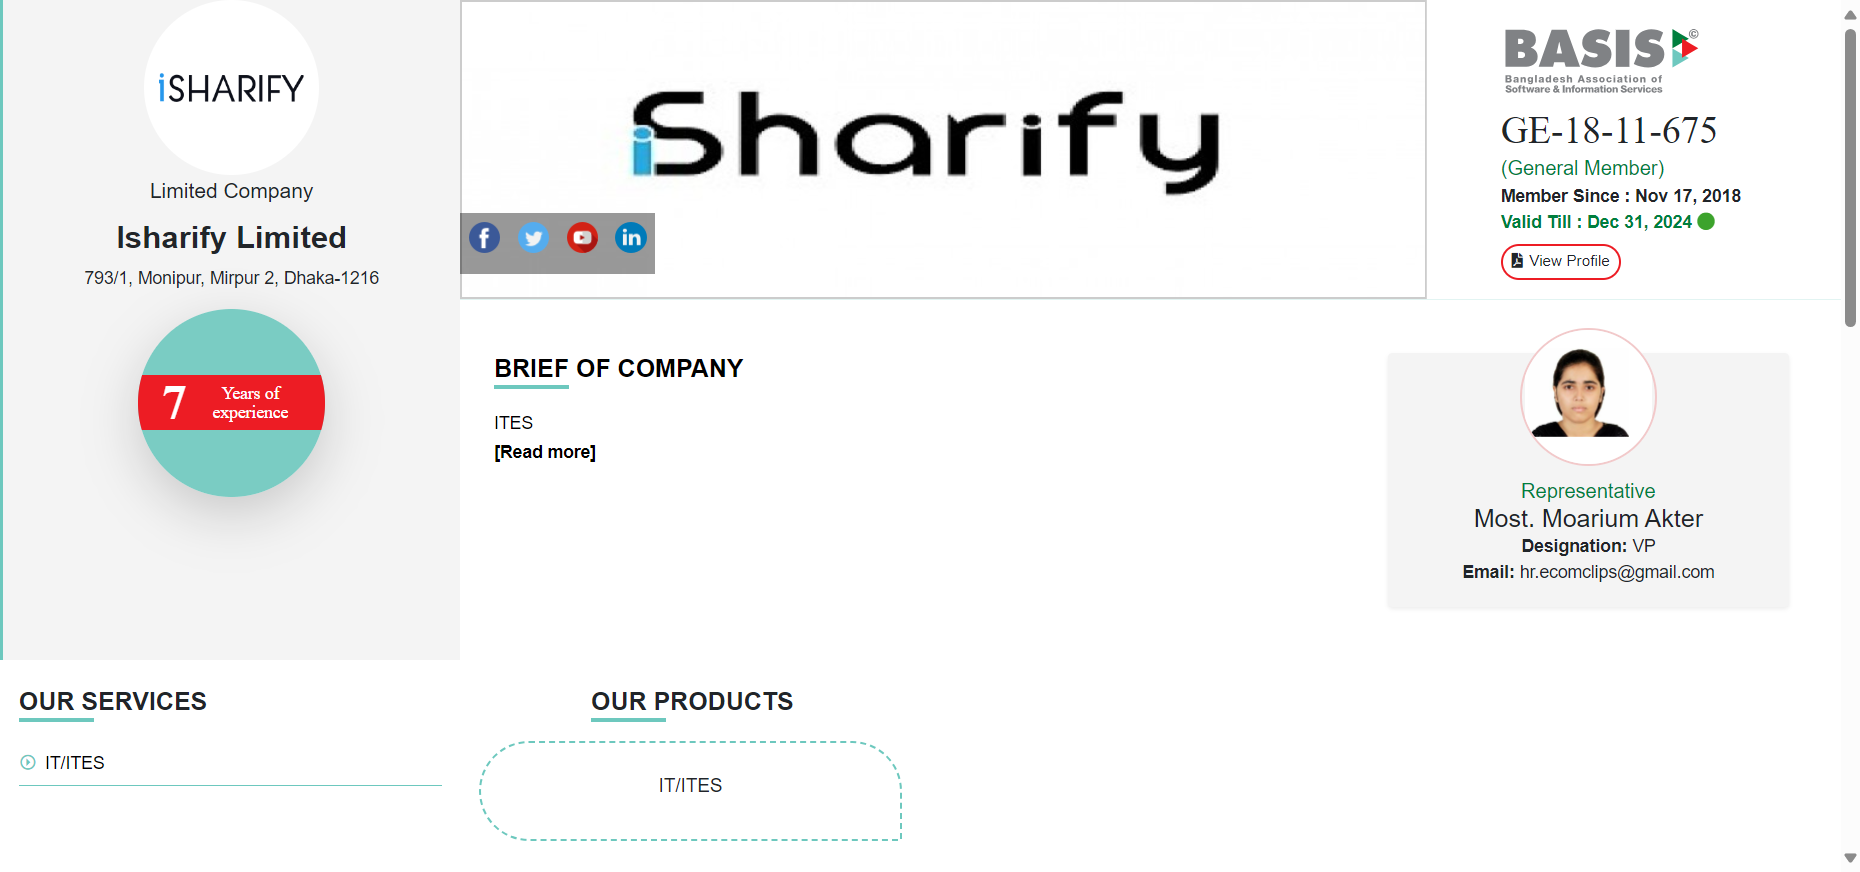 iSHARIFY
Limited Company
Isharify Limited
793/1, Monipur, Mirpur 2, Dhaka-1216
7
Years of
experience
iSharify
BASIS©
Bangladesh Association of
Software & Information Services
GE-18-11-675
(General Member)
Member Since : Nov 17, 2018
Valid Till : Dec 31, 2024
View Profile
BRIEF OF COMPANY
ITES
[Read more]
Representative
Most. Moarium Akter
Designation: VP
Email: hr.ecomclips@gmail.com
OUR SERVICES
IT/ITES
OUR PRODUCTS
IT/ITES